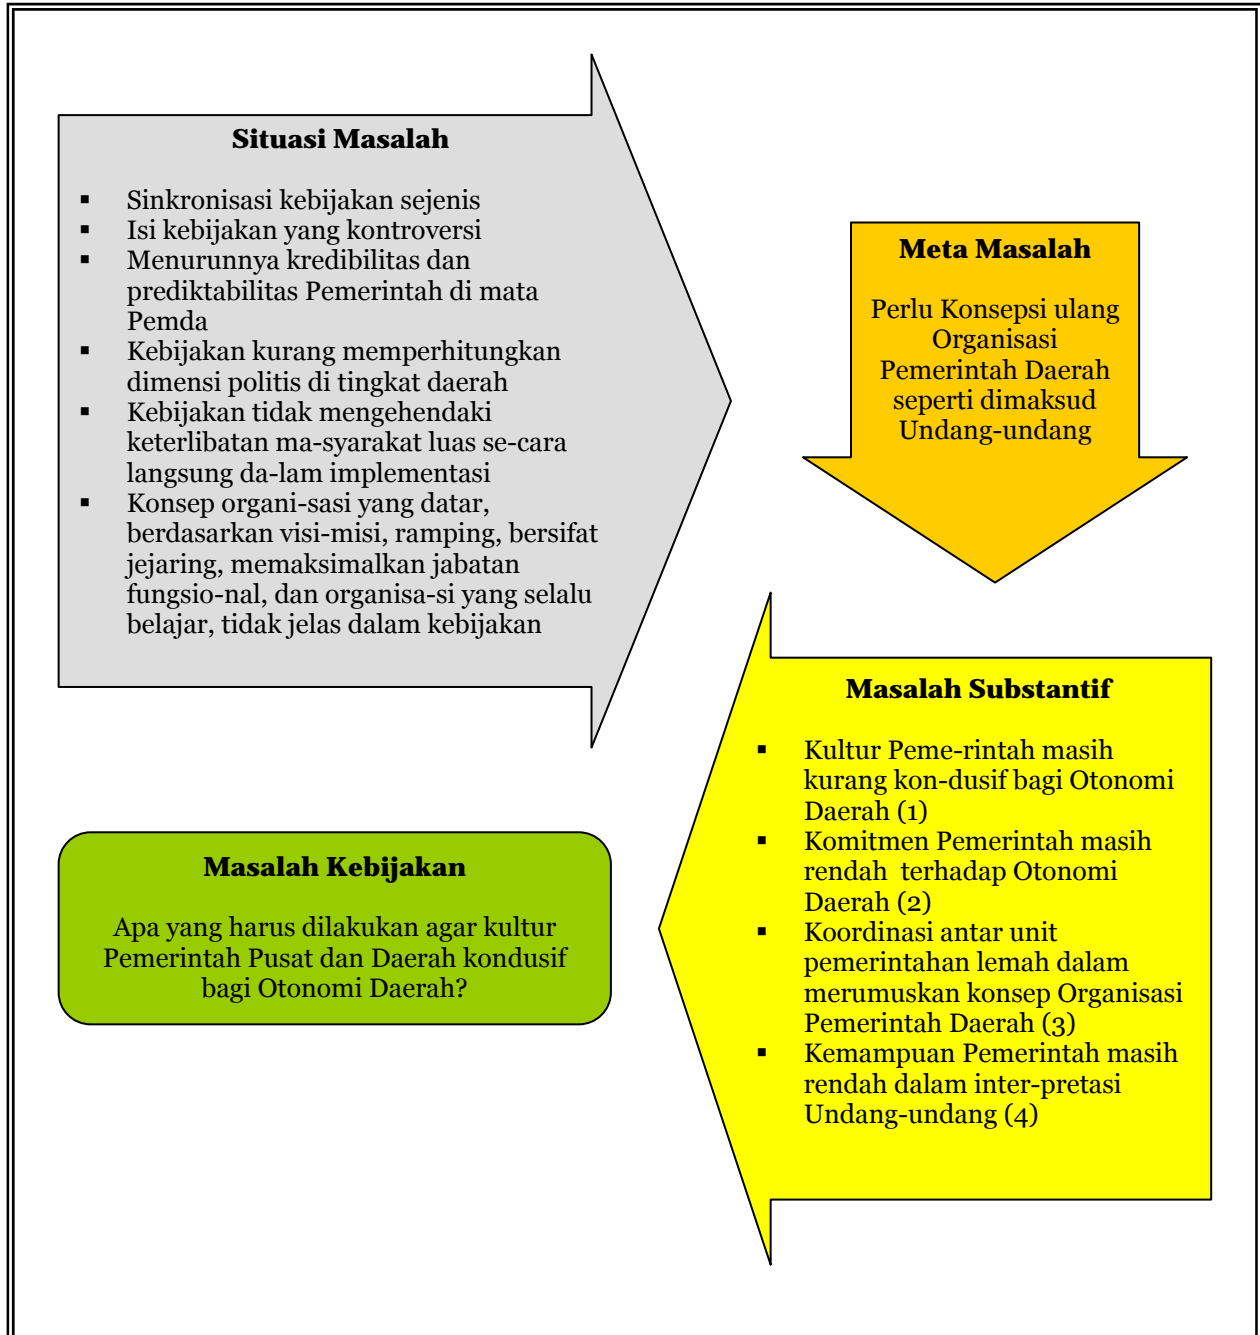 Situasi Masalah
▪ Sinkronisasi kebijakan sejenis
▪ Isi kebijakan yang kontroversi
▪ Menurunnya kredibilitas dan
prediktabilitas Pemerintah di mata
Pemda
▪ Kebijakan kurang memperhitungkan
dimensi politis di tingkat daerah
▪ Kebijakan tidak mengehendaki
keterlibatan ma-syarakat luas se-cara
langsung da-lam implementasi
▪ Konsep organi-sasi yang datar,
berdasarkan visi-misi, ramping, bersifat
jejaring, memaksimalkan jabatan
fungsio-nal, dan organisa-si yang selalu
belajar, tidak jelas dalam kebijakan
Meta Masalah
Perlu Konsepsi ulang
Organisasi
Pemerintah Daerah
seperti dimaksud
Undang-undang
Masalah Substantif
▪ Kultur Peme-rintah masih
kurang kon-dusif bagi Otonomi
Daerah (1)
▪ Komitmen Pemerintah masih
rendah terhadap Otonomi
Daerah (2)
▪ Koordinasi antar unit
pemerintahan lemah dalam
merumuskan konsep Organisasi
Pemerintah Daerah (3)
▪ Kemampuan Pemerintah masih
rendah dalam inter-pretasi
Undang-undang (4)
Masalah Kebijakan
Apa yang harus dilakukan agar kultur
Pemerintah Pusat dan Daerah kondusif
bagi Otonomi Daerah?